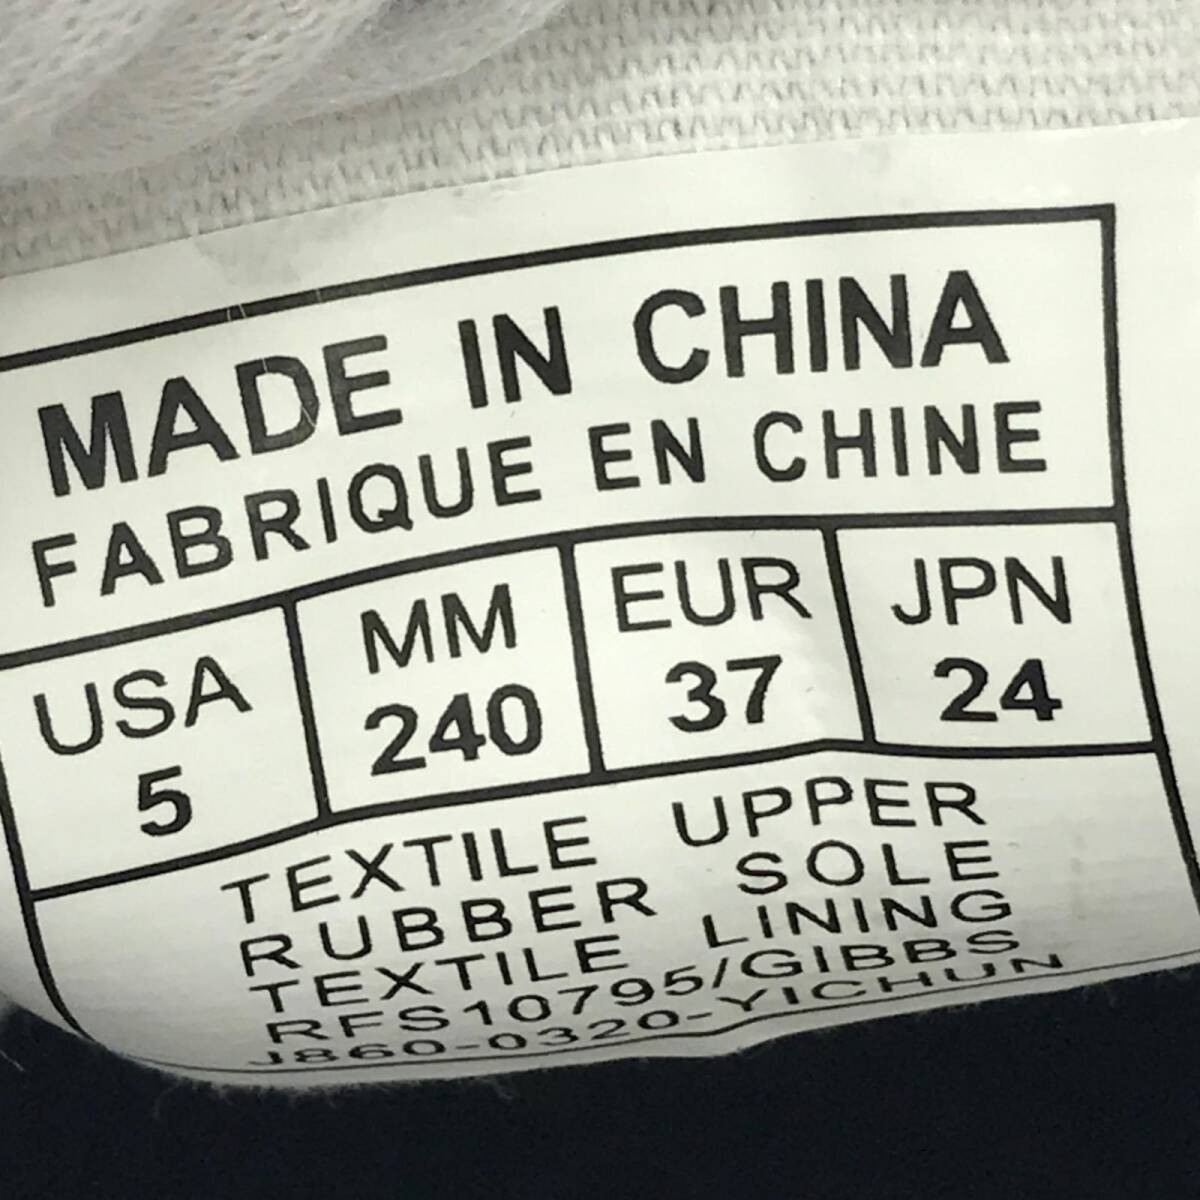 MADE IN CHINA
FABRIQUE EN CHINE
USA MM EUR JPN
5 240 37 24
TEXTILE UPPER
RUBBER SOLE
TEXTILE LINING
RFS10795/GIBBS
J860-0320-YICHUN